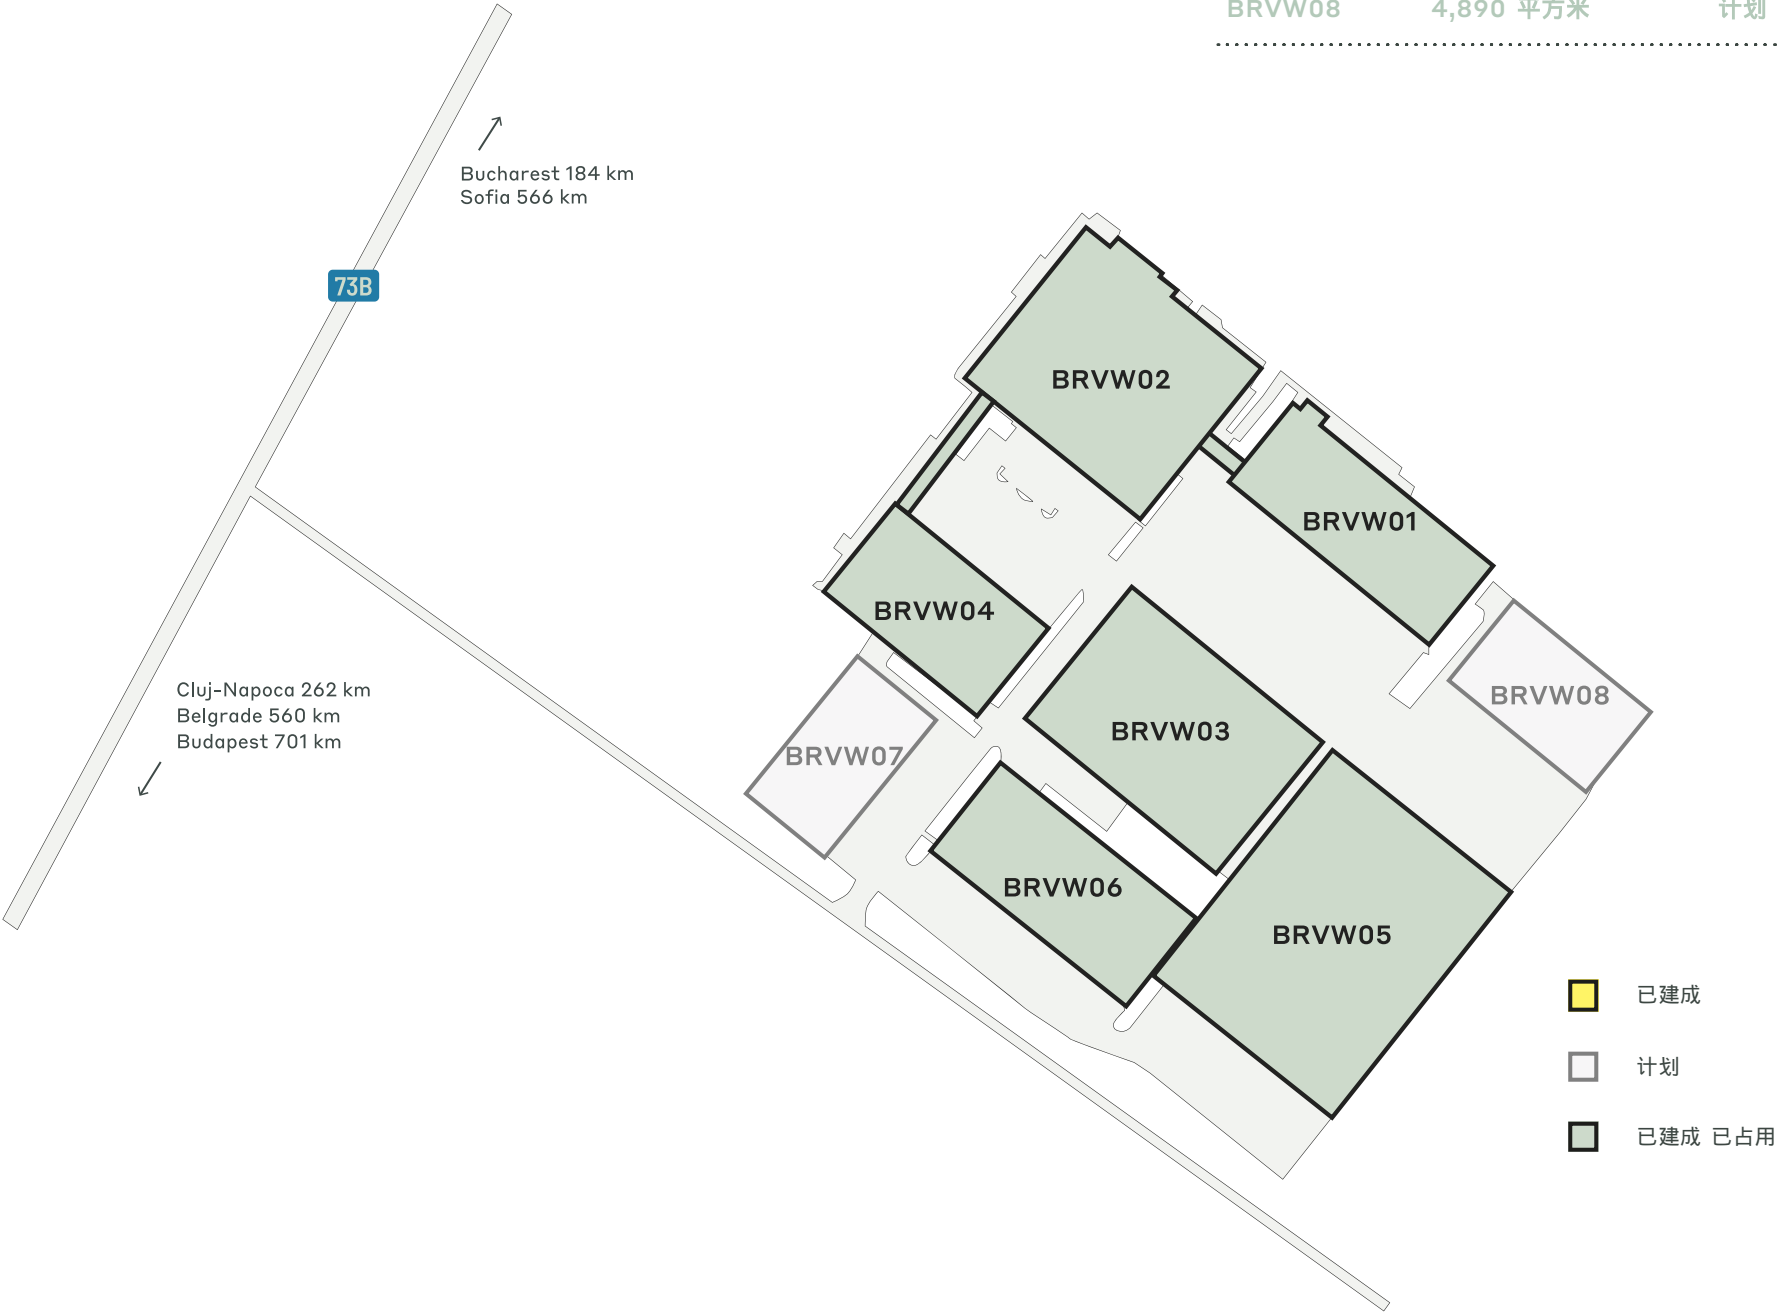 BRVW08 4,890 平方米 计划
Bucharest 184 km
Sofia 566 km
73B
BRVW02
BRVW01
BRVW04
BRVW08
BRVW03
BRVW07
BRVW06
BRVW05
Cluj-Napoca 262 km
Belgrade 560 km
Budapest 701 km
已建成
计划
已建成 已占用